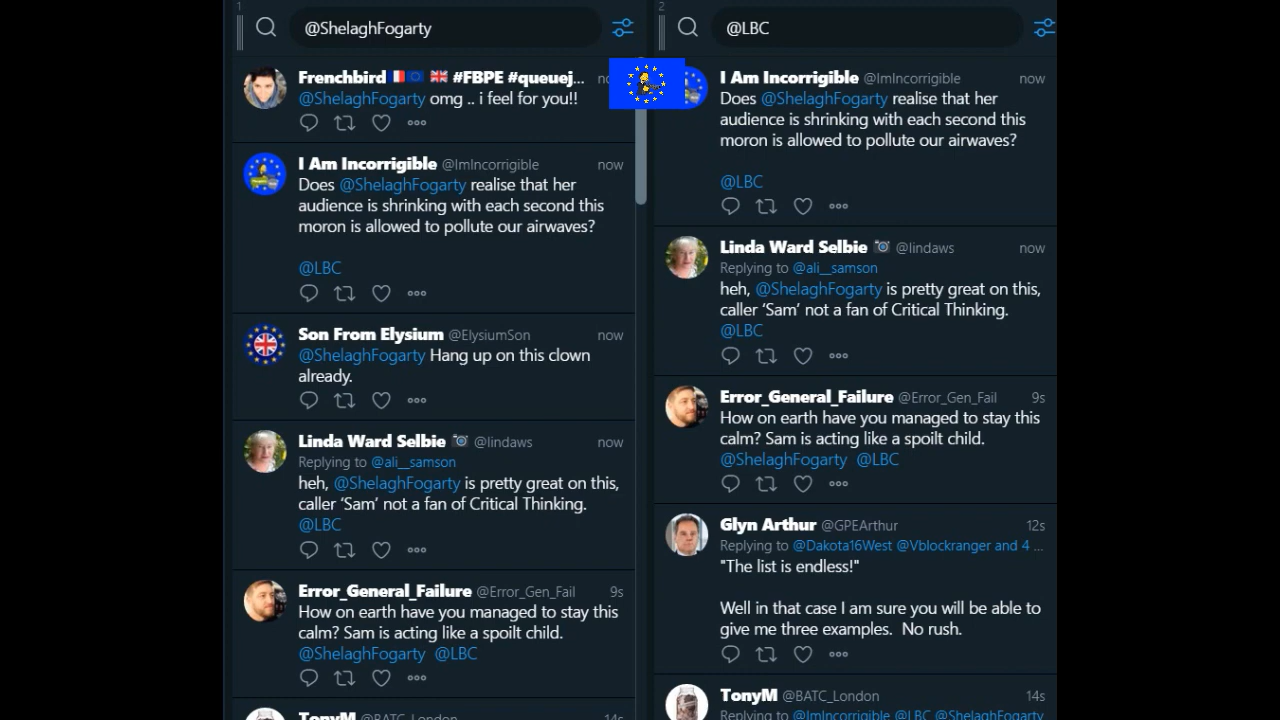 1
@ShelaghFogarty
Frenchbird #FBPE #queuej...
@ShelaghFogarty omg .. i feel for you!!
I Am Incorrigible @ImIncorrigible now
Does @ShelaghFogarty realise that her
audience is shrinking with each second this
moron is allowed to pollute our airwaves?
@LBC
Son From Elysium @ElysiumSon now
@ShelaghFogarty Hang up on this clown
already.
Linda Ward Selbie @lindaws now
Replying to @ali__samson
heh, @ShelaghFogarty is pretty great on this,
caller ‘Sam’ not a fan of Critical Thinking.
@LBC
Error_General_Failure @Error_Gen_Fail 9s
How on earth have you managed to stay this
calm? Sam is acting like a spoilt child.
@ShelaghFogarty @LBC
TonyM @BATC_London 14s
2
@LBC
I Am Incorrigible @ImIncorrigible now
Does @ShelaghFogarty realise that her
audience is shrinking with each second this
moron is allowed to pollute our airwaves?
@LBC
Linda Ward Selbie @lindaws now
Replying to @ali__samson
heh, @ShelaghFogarty is pretty great on this,
caller ‘Sam’ not a fan of Critical Thinking.
@LBC
Error_General_Failure @Error_Gen_Fail 9s
How on earth have you managed to stay this
calm? Sam is acting like a spoilt child.
@ShelaghFogarty @LBC
Glyn Arthur @GPEArthur 12s
Replying to @Dakota16West @Vblockranger and 4 ...
"The list is endless!"
Well in that case I am sure you will be able to
give me three examples. No rush.
TonyM @BATC_London 14s
Replying to @ImIncorrigible @LBC @ShelaghFogarty